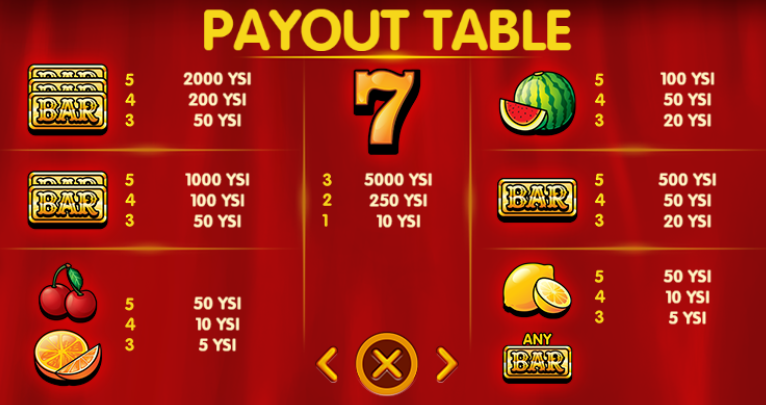 PAYOUT TABLE
BAR
5 2000 YSI
4 200 YSI
3 50 YSI
BAR
5 1000 YSI
4 100 YSI
3 50 YSI
5 50 YSI
4 10 YSI
3 5 YSI
7
3 5000 YSI
2 250 YSI
1 10 YSI
5 100 YSI
4 50 YSI
3 20 YSI
BAR
5 500 YSI
4 50 YSI
3 20 YSI
5 50 YSI
4 10 YSI
3 5 YSI
ANY
BAR